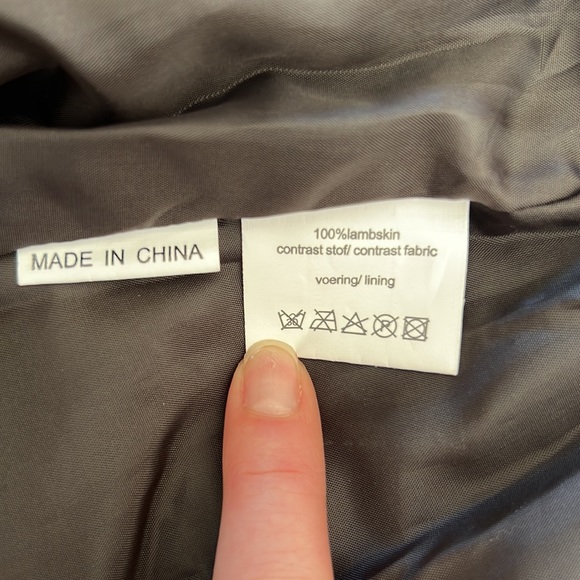 MADE IN CHINA
100%lambskin
contrast stof/ contrast fabric
voering/ lining